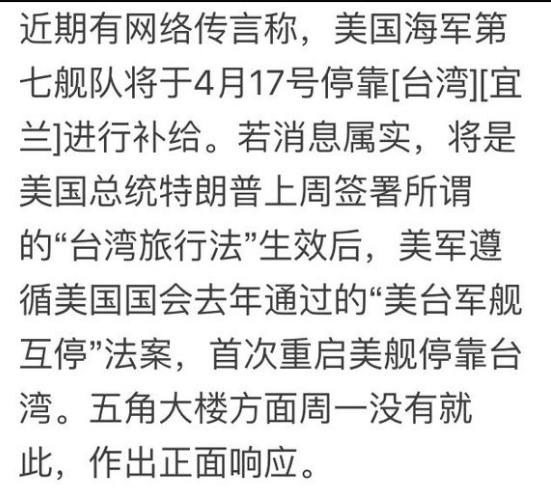 近期有网络传言称，美国海军第
七舰队将于4月17号停靠[台湾][宜
兰]进行补给。若消息属实，将是
美国总统特朗普上周签署所谓
的“台湾旅行法”生效后，美军遵
循美国国会去年通过的“美台军舰
互停”法案，首次重启美舰停靠台
湾。五角大楼方面周一没有就
此，作出正面响应。